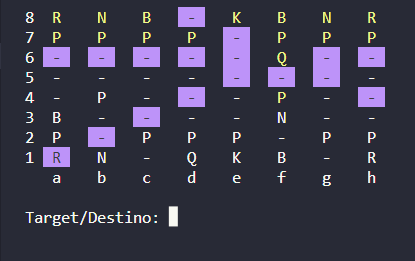 8 R N B - K B N R
7 P P P P - P P P
6 - - - - - Q - -
5 - - - - - - - -
4 - P - - - P - -
3 B - - - - N - -
2 P - P P P - P P
1 R N - Q K B - R
a b c d e f g h
Target/Destino: